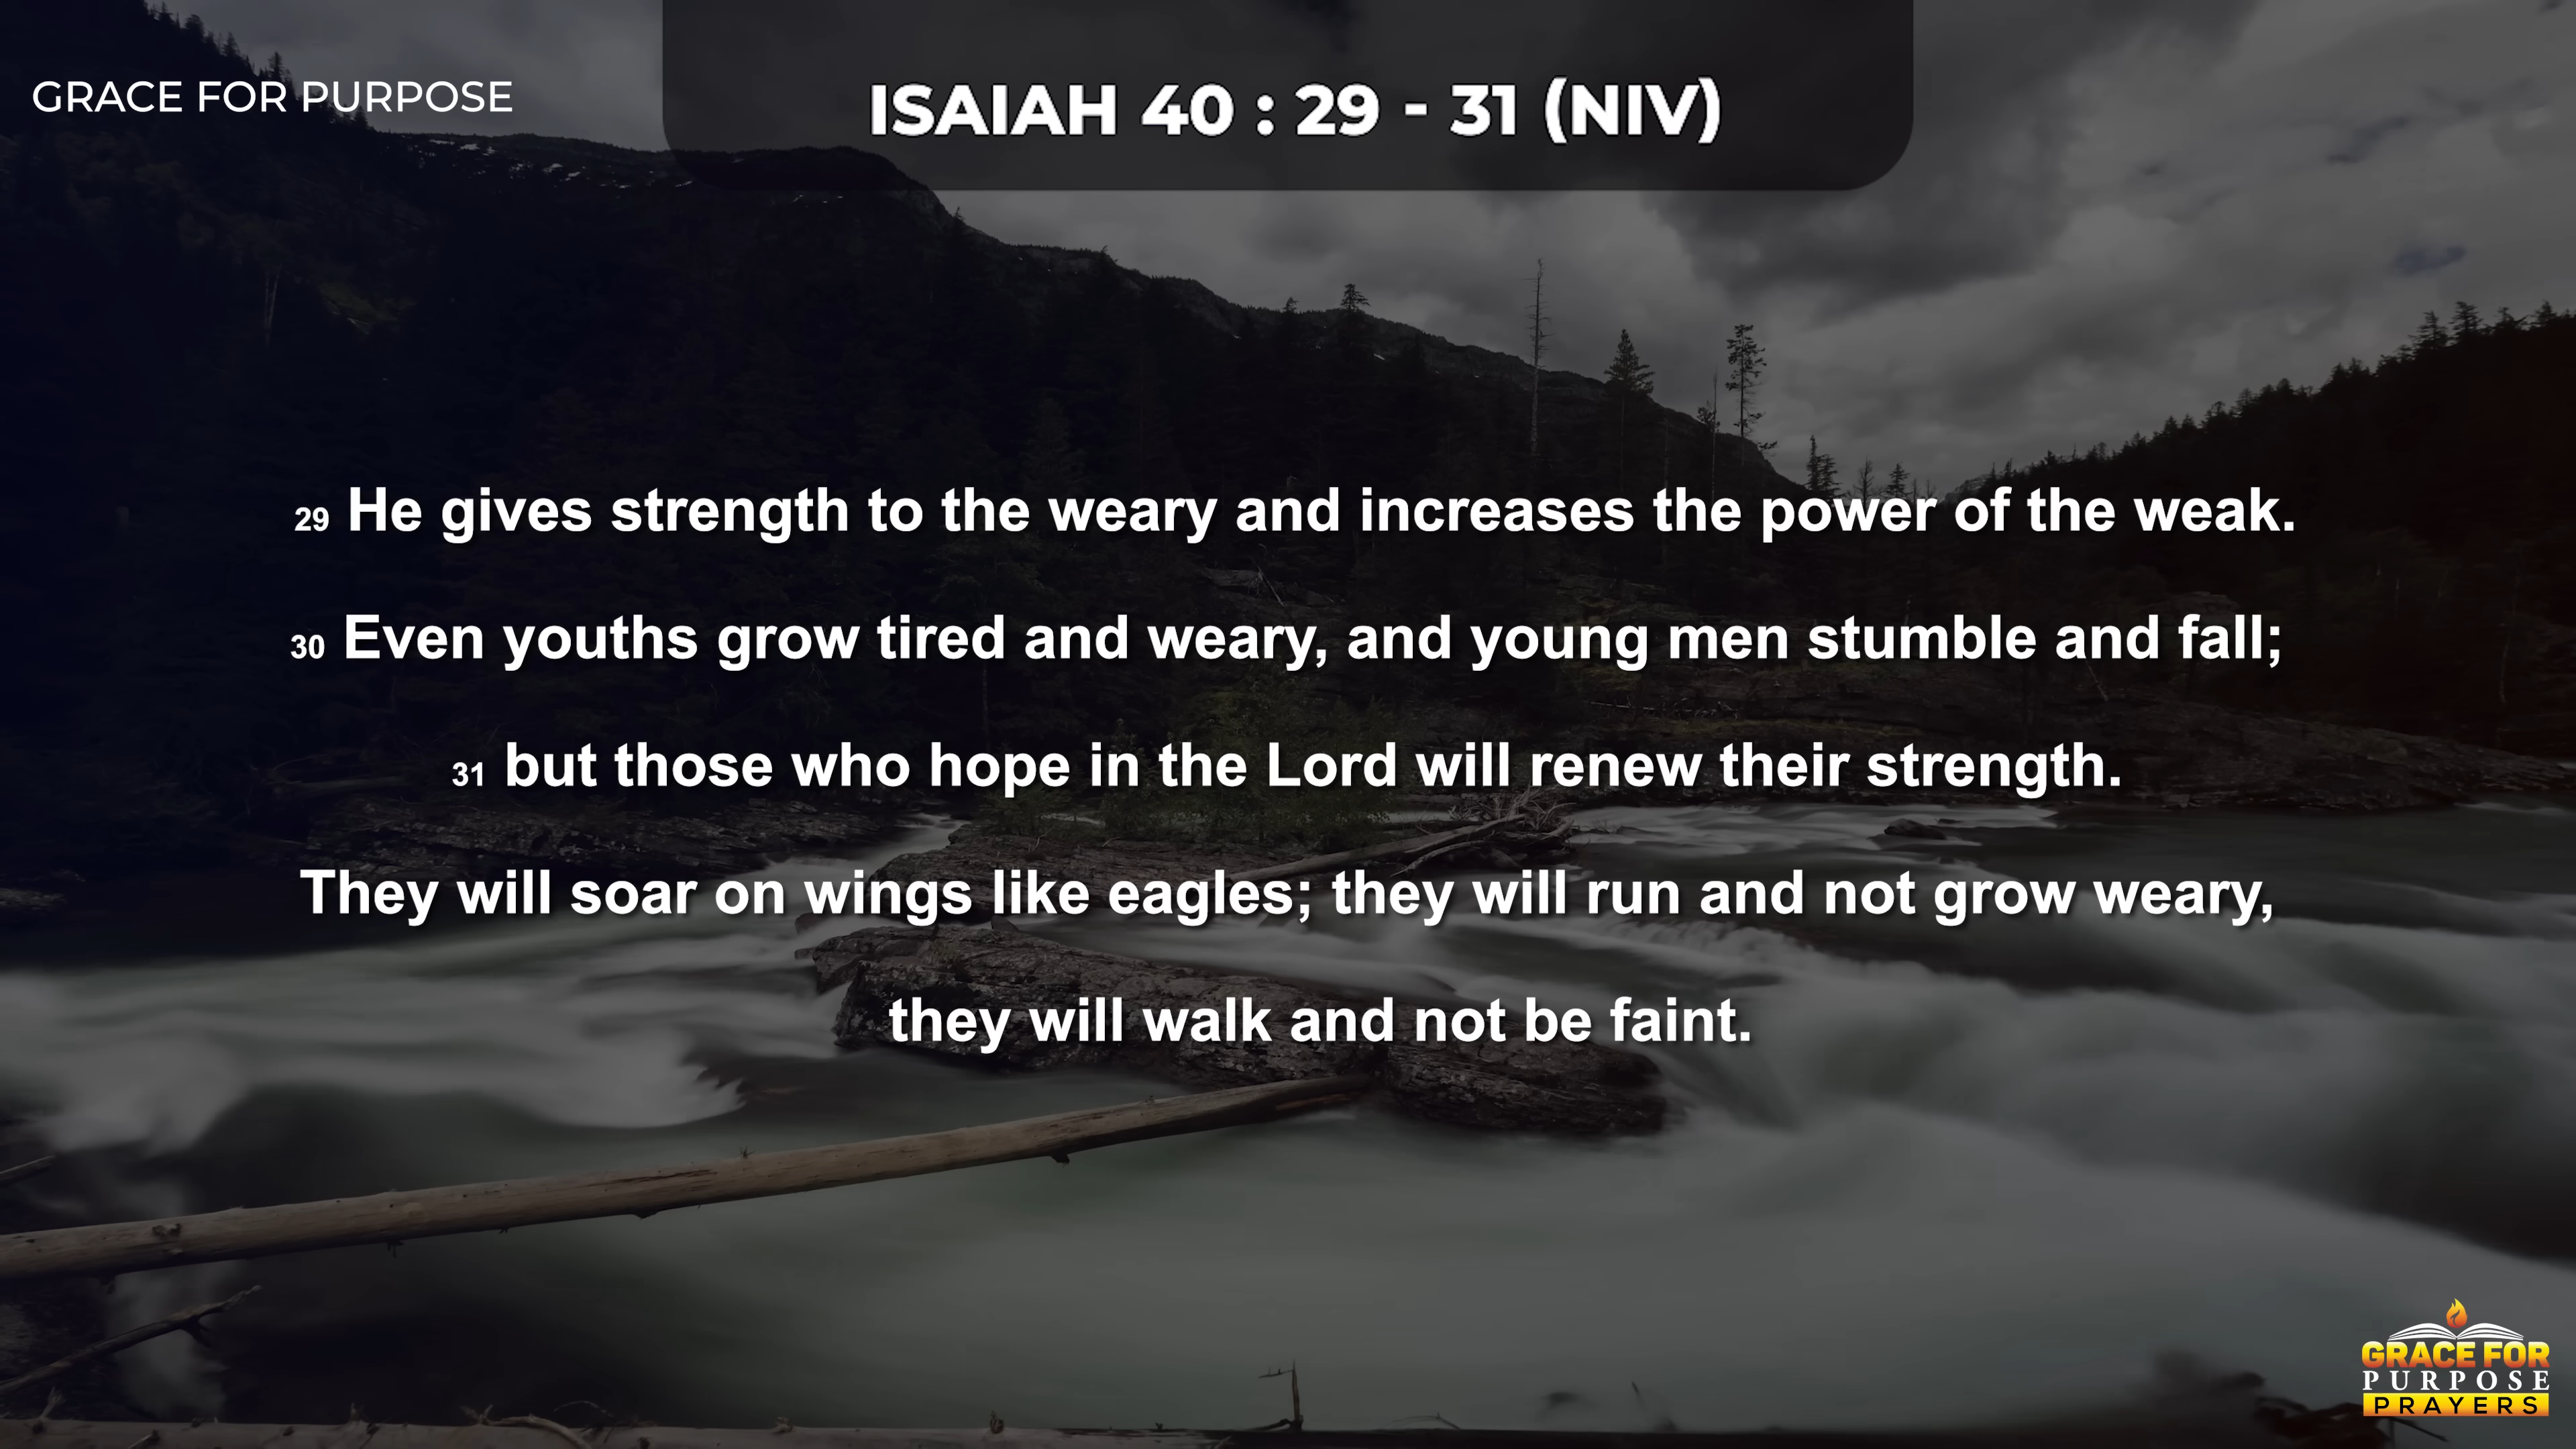 GRACE FOR PURPOSE
ISAIAH 40 : 29 - 31 (NIV)
29 He gives strength to the weary and increases the power of the weak.
30 Even youths grow tired and weary, and young men stumble and fall;
31 but those who hope in the Lord will renew their strength.
They will soar on wings like eagles; they will run and not grow weary,
they will walk and not be faint.
GRACE FOR
PURPOSE
PRAYERS